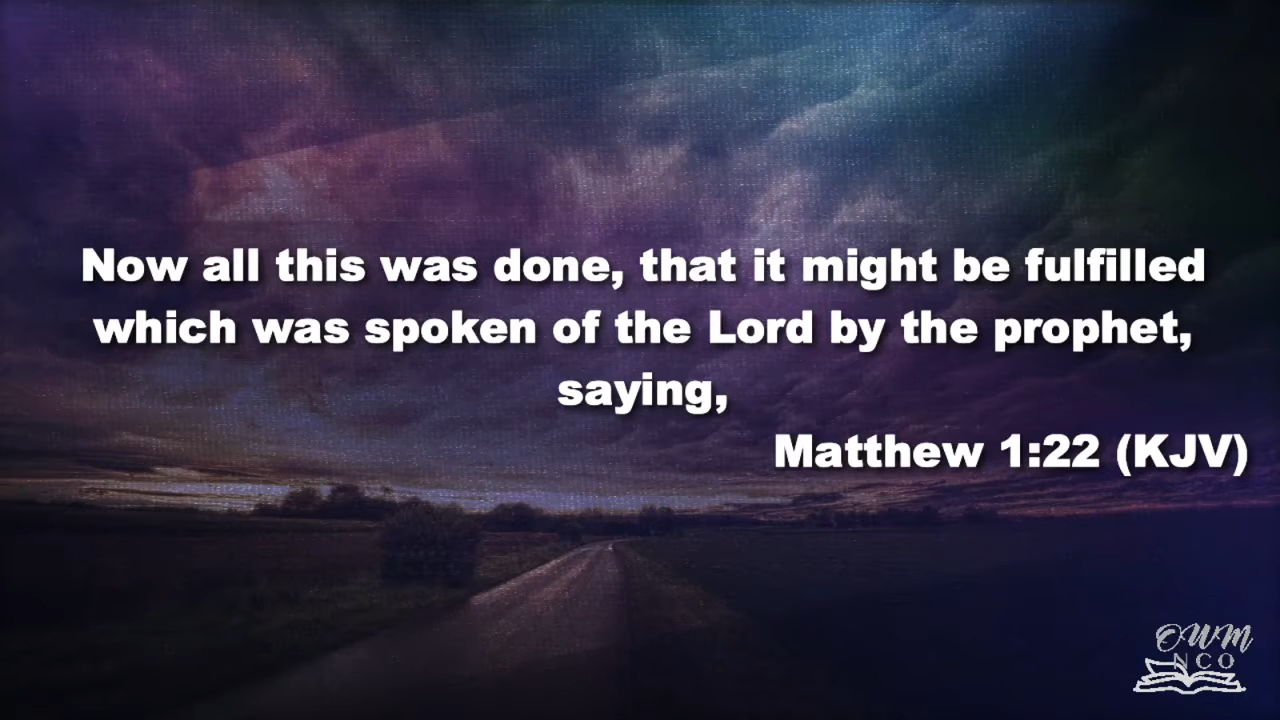 Now all this was done, that it might be fulfilled
which was spoken of the Lord by the prophet,
saying,
Matthew 1:22 (KJV)
OWM
NCO